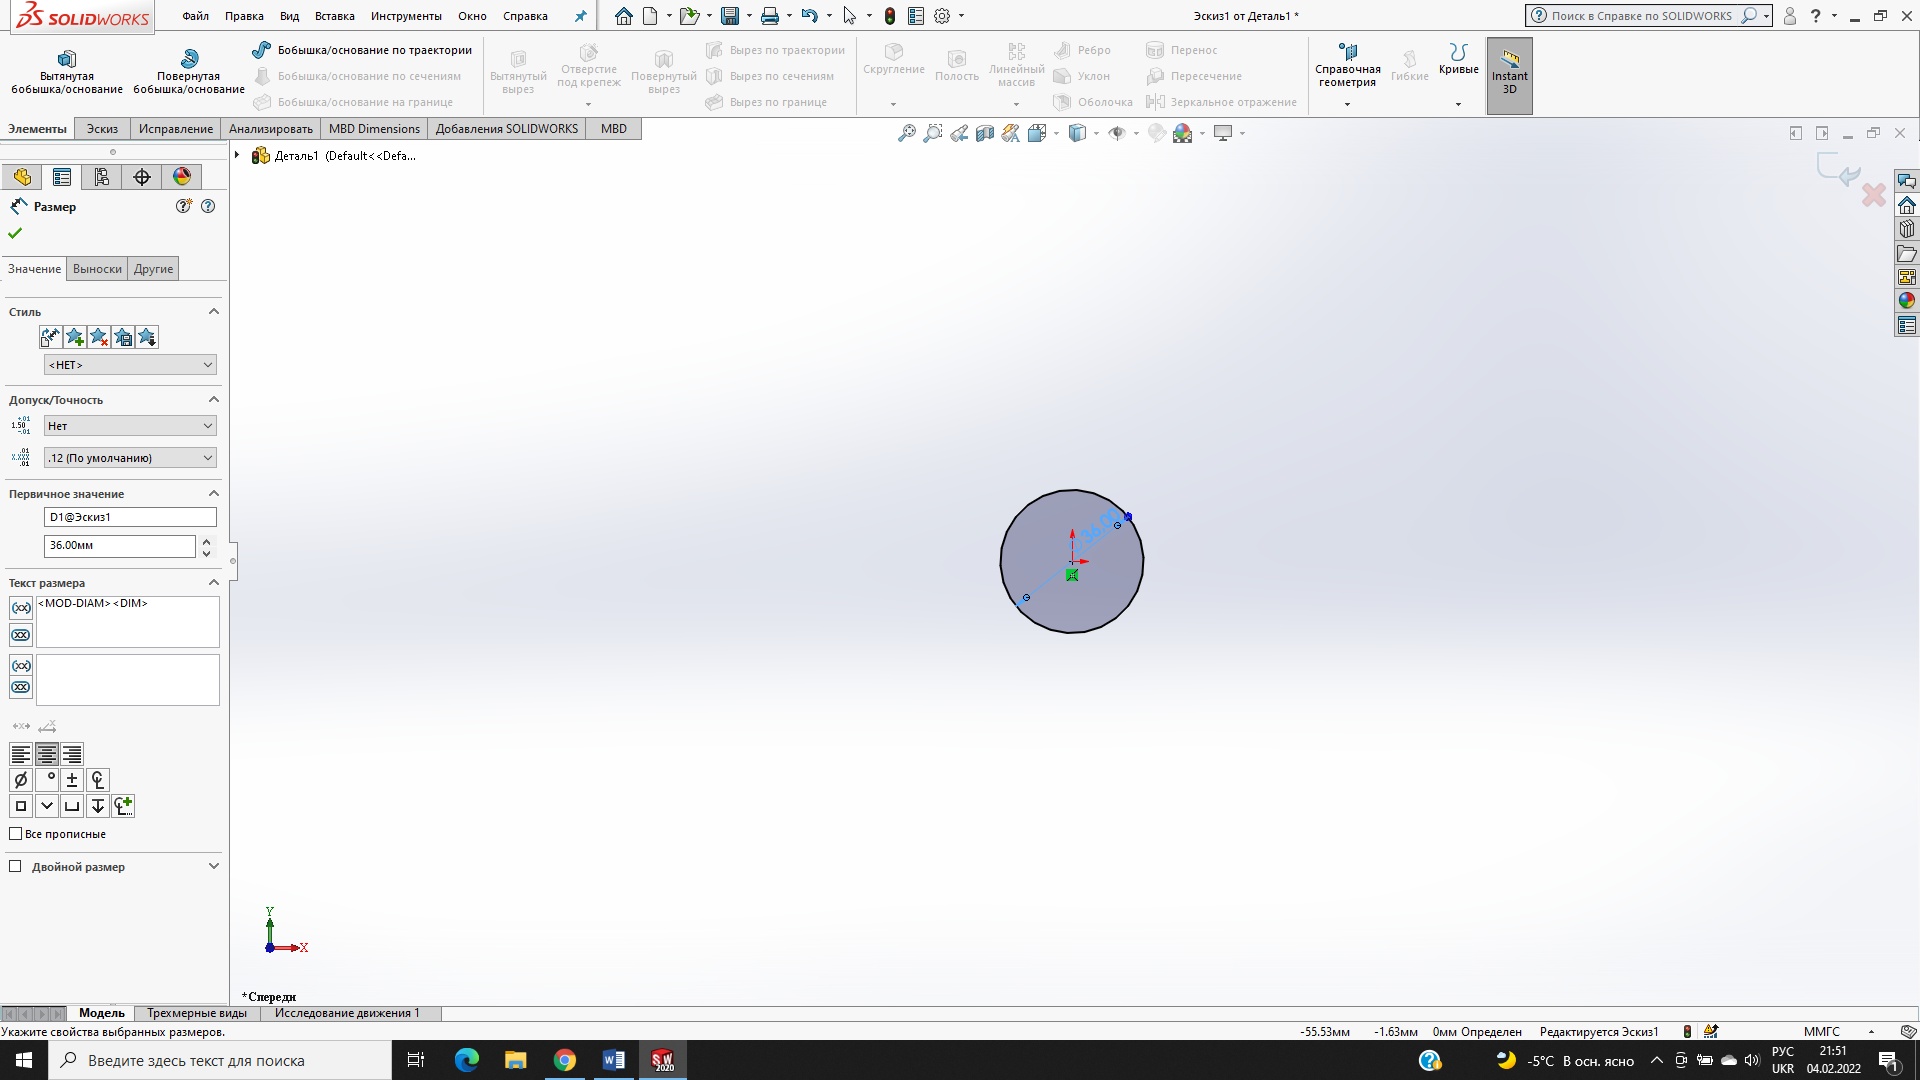 SOLIDWORKS
Файл Правка Вид Вставка Инструменты Окно Справка
Эскиз1 от Деталь1 *
Поиск в Справке по SOLIDWORKS
Вытянутая бобышка/основание
Повернутая бобышка/основание
Бобышка/основание по траектории
Бобышка/основание по сечениям
Бобышка/основание на границе
Вытянутый вырез
Отверстие под крепеж
Повернутый вырез
Вырез по траектории
Вырез по сечениям
Вырез по границе
Скругление
Полость
Линейный массив
Ребро
Уклон
Оболочка
Перенос
Пересечение
Зеркальное отражение
Справочная геометрия
Гибкие
Кривые
Instant 3D
Элементы Эскиз Исправление Анализировать MBD Dimensions Добавления SOLIDWORKS MBD
Деталь1 (Default<<Defa...
Размер
Значение Выноски Другие
Стиль
<НЕТ>
Допуск/Точность
Нет
.12 (По умолчанию)
Первичное значение
D1@Эскиз1
36.00мм
Текст размера
<MOD-DIAM><DIM>
Все прописные
Двойной размер
36.00
Y
X
*Спереди
Модель Трехмерные виды Исследование движения 1
Укажите свойства выбранных размеров.
-55.53мм -1.63мм 0мм Определен Редактируется Эскиз1 ММГС
Введите здесь текст для поиска
-5°C В осн. ясно
РУС
UKR
21:51
04.02.2022